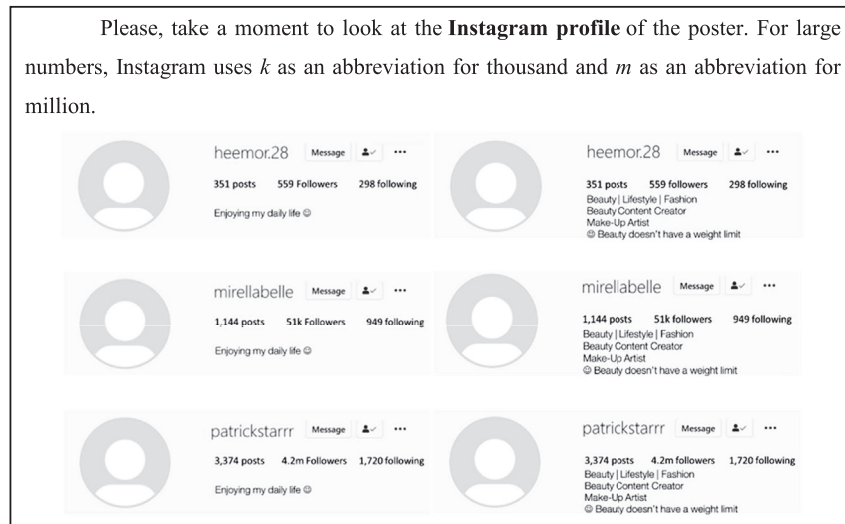 Please, take a moment to look at the Instagram profile of the poster. For large
numbers, Instagram uses k as an abbreviation for thousand and m as an abbreviation for
million.
heemor.28 Message ...
351 posts 559 Followers 298 following
Enjoying my daily life ☺
heemor.28 Message ...
351 posts 559 followers 298 following
Beauty | Lifestyle | Fashion
Beauty Content Creator
Make-Up Artist
☺ Beauty doesn't have a weight limit
mirellabelle Message ...
1,144 posts 51k Followers 949 following
Enjoying my daily life ☺
mirellabelle Message ...
1,144 posts 51k followers 949 following
Beauty | Lifestyle | Fashion
Beauty Content Creator
Make-Up Artist
☺ Beauty doesn't have a weight limit
patrickstarrr Message ...
3,374 posts 4.2m Followers 1,720 following
Enjoying my daily life ☺
patrickstarrr Message ...
3,374 posts 4.2m Followers 1,720 following
Beauty | Lifestyle | Fashion
Beauty Content Creator
Make-Up Artist
☺ Beauty doesn't have a weight limit